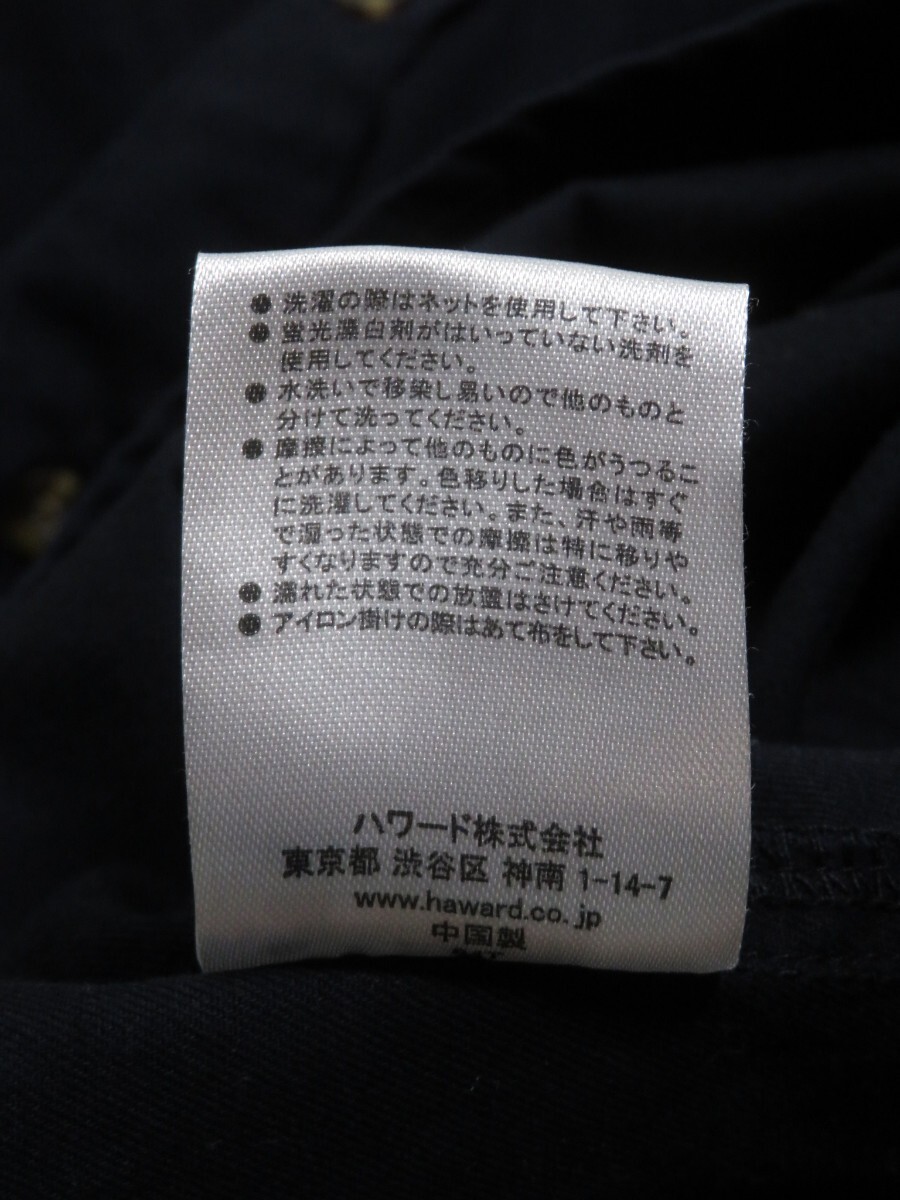 ●洗濯の際はネットを使用して下さい。
●蛍光漂白剤がはいっていない洗剤を
使用してください。
●水洗いで移染し易いので他のものと
分けて洗ってください。
●摩擦によって他のものに色がうつるこ
とがあります。色移りした場合はすぐ
に洗濯してください。また、汗や雨等
で湿った状態での摩擦は特に移りや
すくなりますので充分ご注意ください。
●濡れた状態での放置はさけてください。
●アイロン掛けの際はあて布をして下さい。
ハワード株式会社
東京都 渋谷区 神南 1-14-7
www.haward.co.jp
中国製